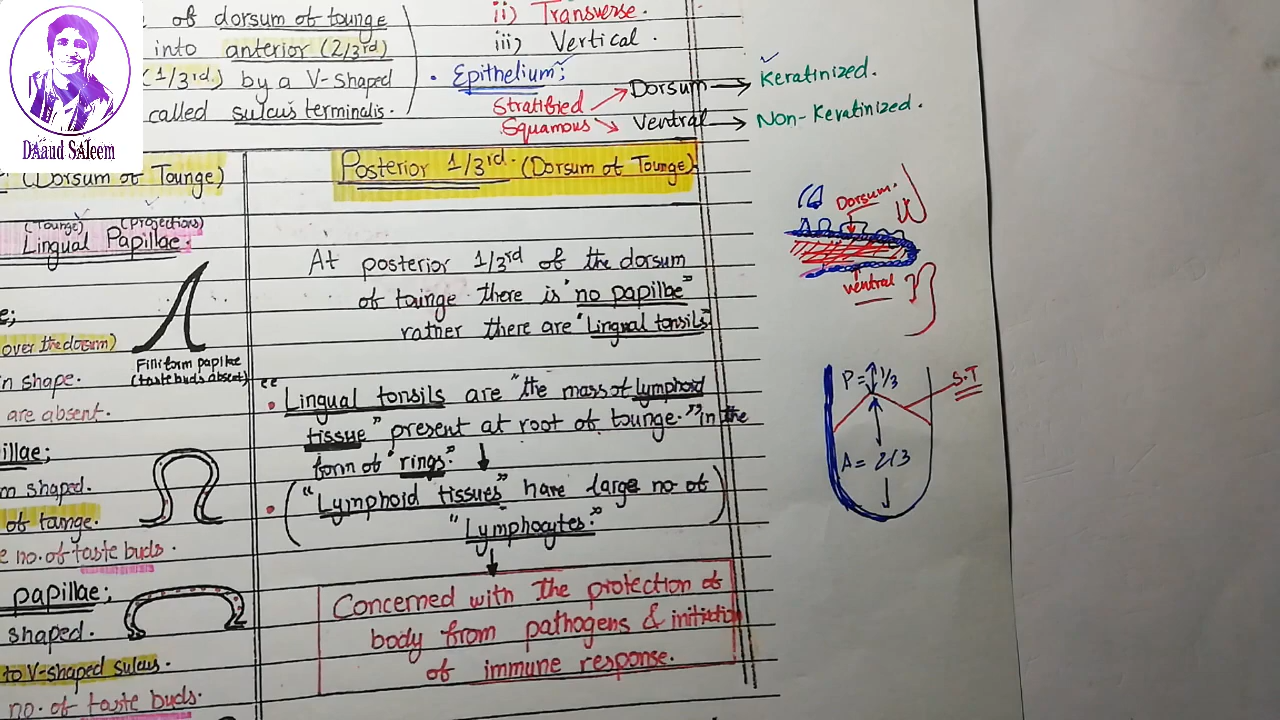 of dorsum of tounge
into anterior (2/3rd)
(1/3rd) by a V-shaped
called sulcus terminalis.
ii) Transverse.
iii) Vertical.
• Epithelium;
Stratified
Squamous
Dorsum → Keratinized.
Ventral → Non-Keratinized.
DAaud SAleem
(Dorsum of Tounge)
(Tounge) (Projections)
Lingual Papillae.
over the dorsum)
Filliform papillae
(taste buds absent)
in shape.
are absent.
shaped.
of tounge.
no. of taste buds.
papillae;
shaped.
to V-shaped sulcus.
no. of taste buds.
Posterior 1/3rd. (Dorsum of Tounge)
At posterior 1/3rd of the dorsum
of tounge there is "no papillae"
rather there are "Lingual tonsils"
"
• Lingual tonsils are "the mass of lymphoid
tissue" present at root of tounge." in the
form of "rings".
• ("Lymphoid tissues" have large no of
"Lymphocytes.")
Concerned with the protection of
body from pathogens & initiation
of immune response.
Dorsum.
ventral
P = 1/3
S.T
A = 2/3